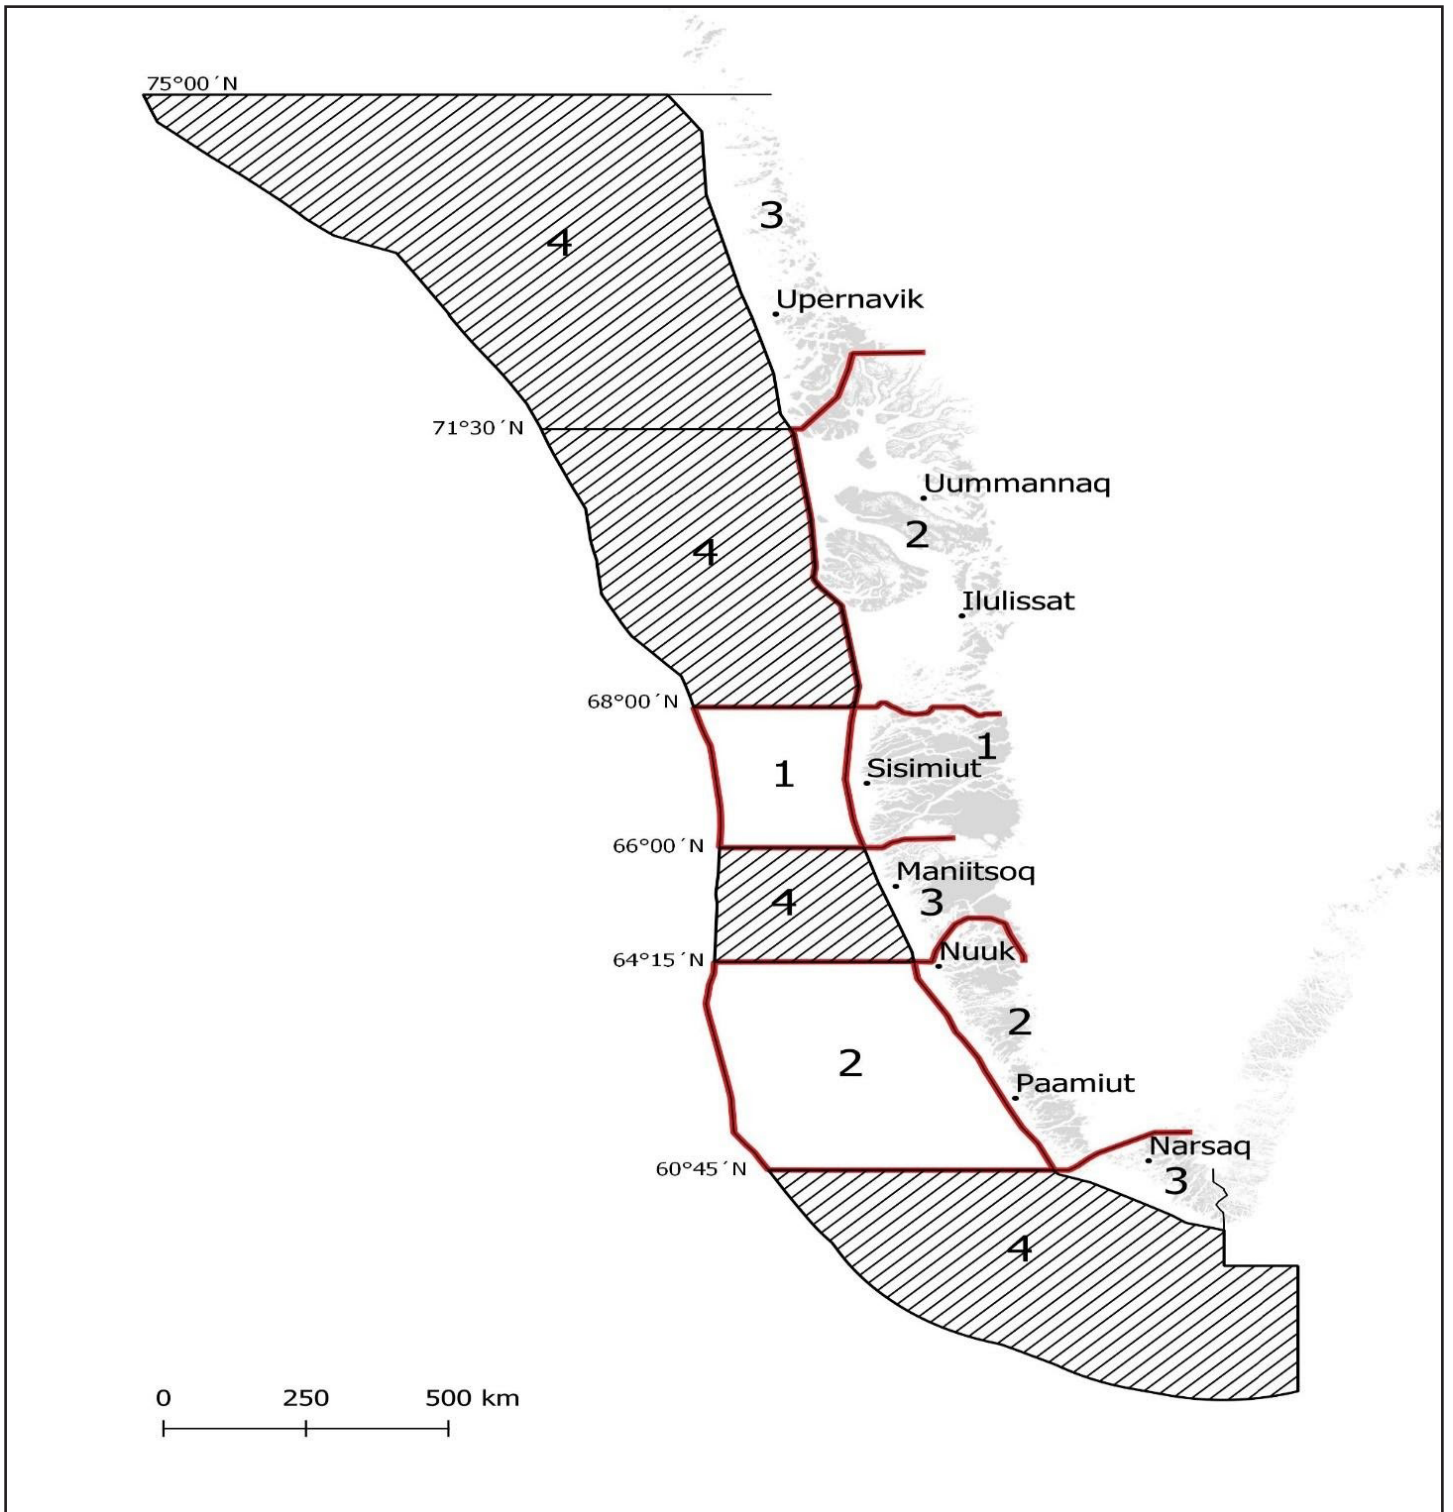 75°00´N
3
4
Upernavik
71°30´N
Uummannaq
2
4
Ilulissat
68°00´N
1
Sisimiut
1
66°00´N
Maniitsoq
4
3
Nuuk
64°15´N
2
2
Paamiut
Narsaq
60°45´N
3
4
0 250 500 km